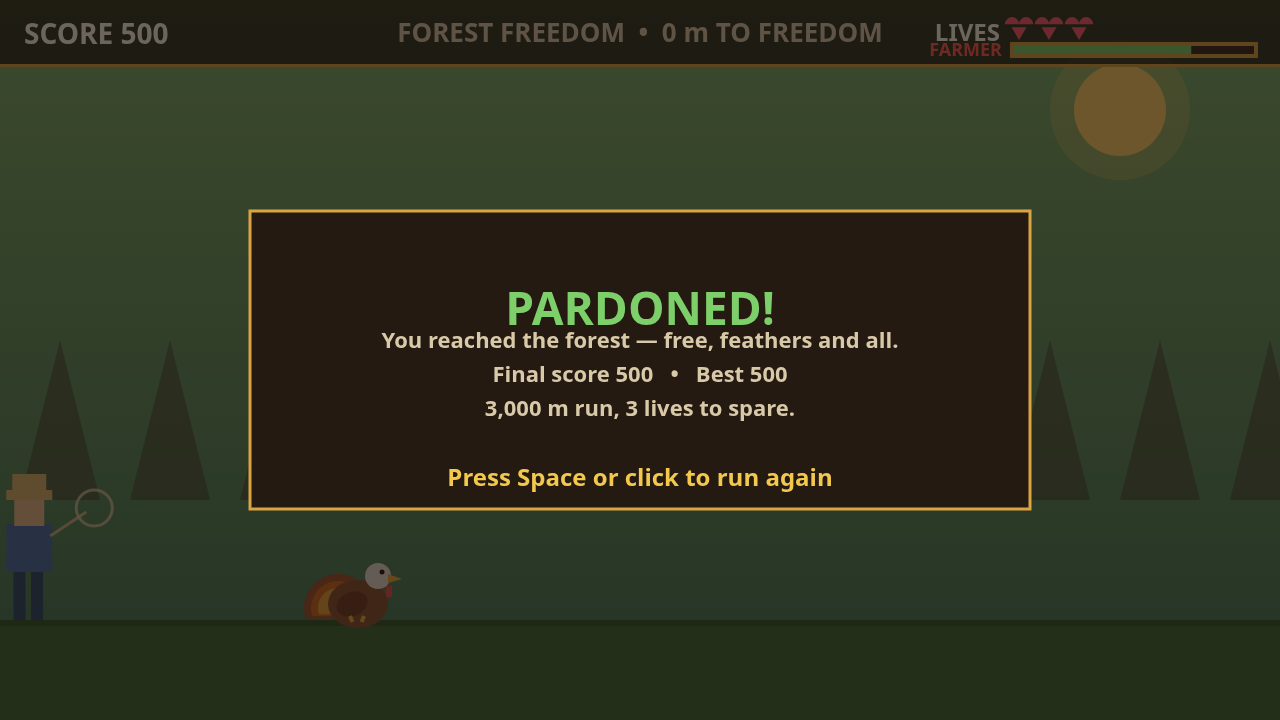 SCORE 500
FOREST FREEDOM • 0 m TO FREEDOM
LIVES
FARMER
PARDONED!
You reached the forest — free, feathers and all.
Final score 500 • Best 500
3,000 m run, 3 lives to spare.
Press Space or click to run again